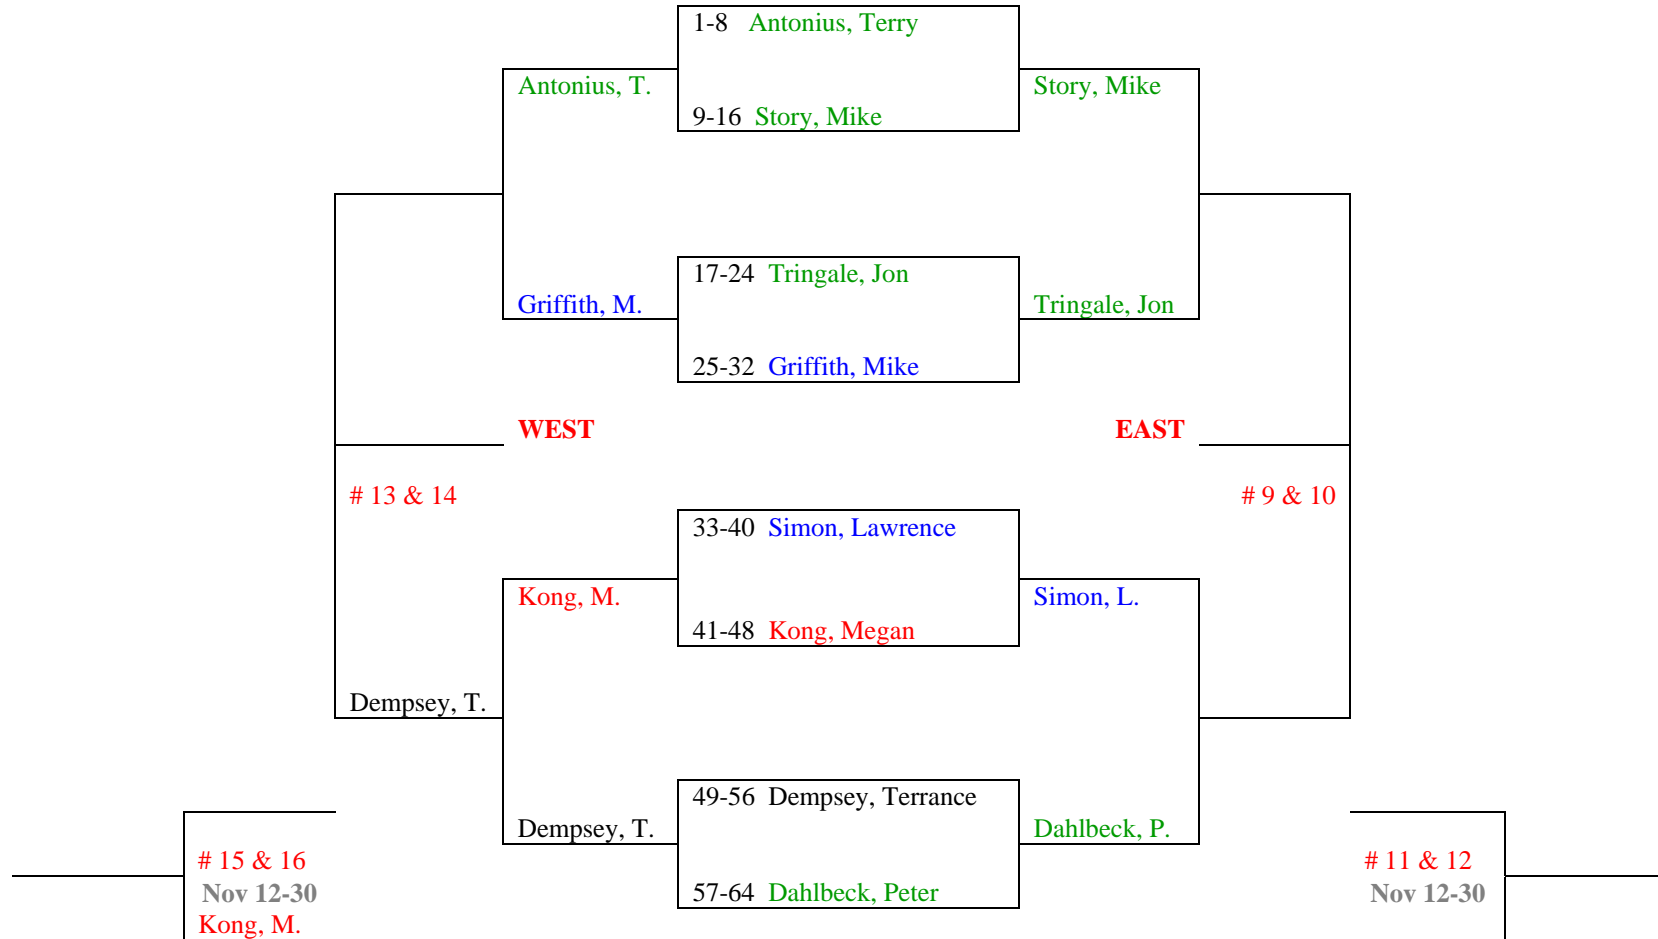 1-8 Antonius, Terry
Antonius, T.
Story, Mike
9-16 Story, Mike
17-24 Tringale, Jon
Griffith, M.
Tringale, Jon
25-32 Griffith, Mike
WEST
EAST
# 13 & 14
# 9 & 10
33-40 Simon, Lawrence
Kong, M.
Simon, L.
41-48 Kong, Megan
Dempsey, T.
49-56 Dempsey, Terrance
Dempsey, T.
Dahlbeck, P.
# 15 & 16
# 11 & 12
Nov 12-30
57-64 Dahlbeck, Peter
Nov 12-30
Kong, M.